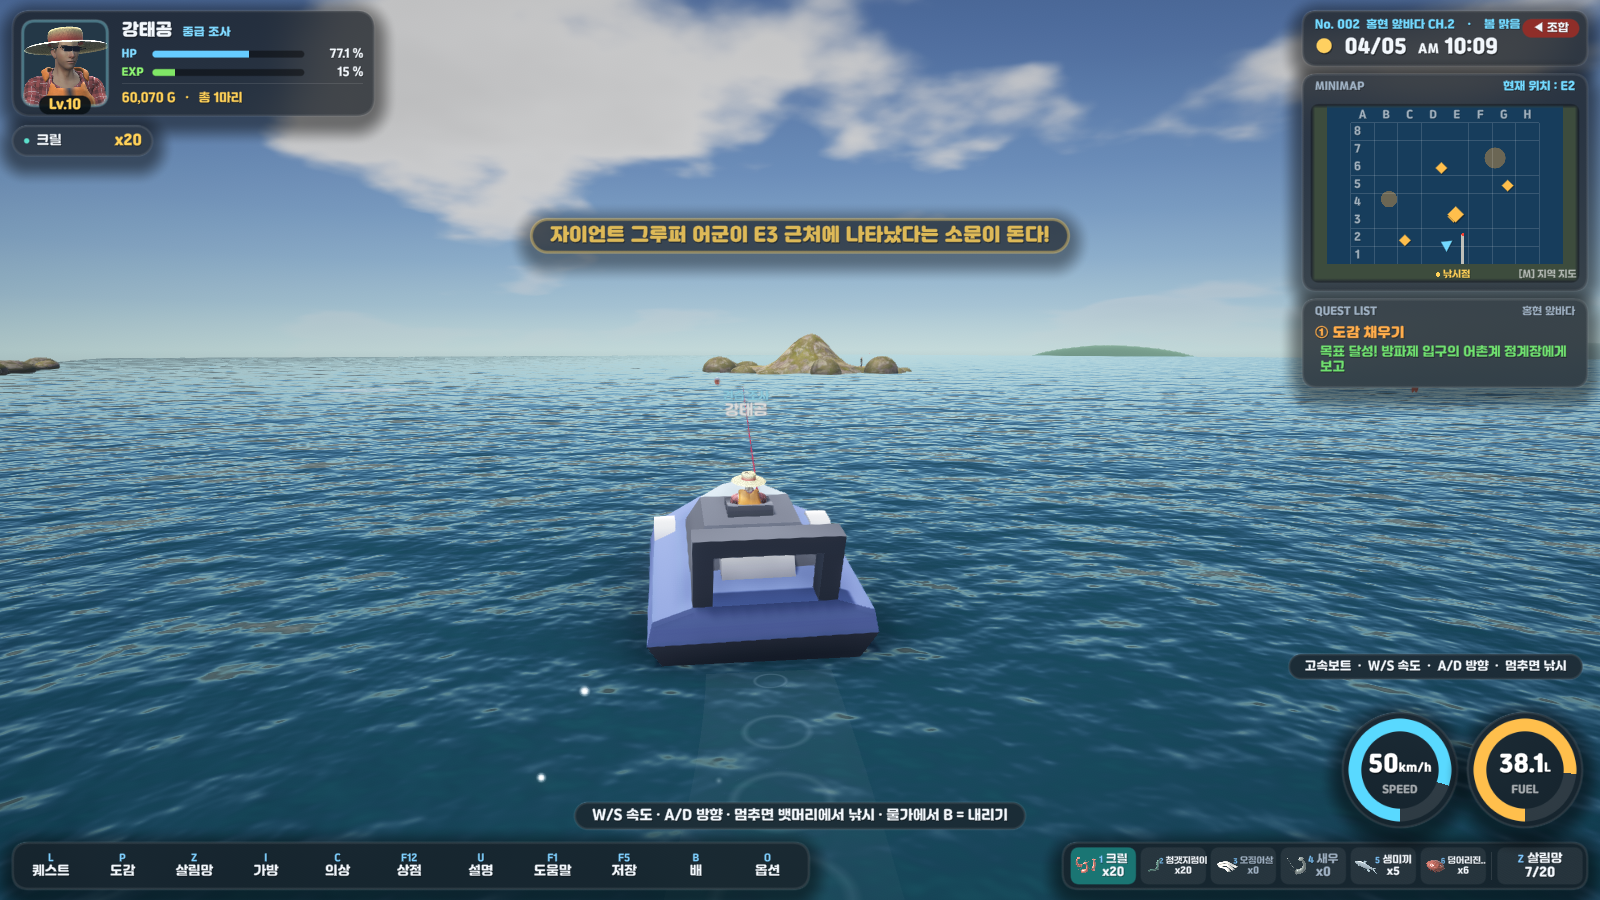 강태공 중급 조사
HP 77.1 %
EXP 15 %
Lv.10
60,070 G · 총 1마리
크릴 x20
No. 002 홍현 앞바다 CH.2 · 봄 맑음
◀ 조합
04/05 AM 10:09
MINIMAP 현재 위치 : E2
A B C D E F G H
8
7
6
5
4
3
2
1
낚시점 [M] 지역 지도
QUEST LIST 홍현 앞바다
① 도감 채우기
목표 달성! 방파제 입구의 어촌계 정계장에게
보고
자이언트 그루퍼 어군이 E3 근처에 나타났다는 소문이 돈다!
강태공
고속보트 · W/S 속도 · A/D 방향 · 멈추면 낚시
50km/h
SPEED
38.1L
FUEL
W/S 속도 · A/D 방향 · 멈추면 뱃머리에서 낚시 · 물가에서 B = 내리기
L 퀘스트
P 도감
Z 살림망
I 가방
C 의상
F12 상점
U 설명
F1 도움말
F5 저장
B 배
O 옵션
1 크릴 x20
2 청갯지렁이 x20
3 오징어살 x0
4 새우 x0
5 생미끼 x5
6 덩어리진.. x6
Z 살림망 7/20